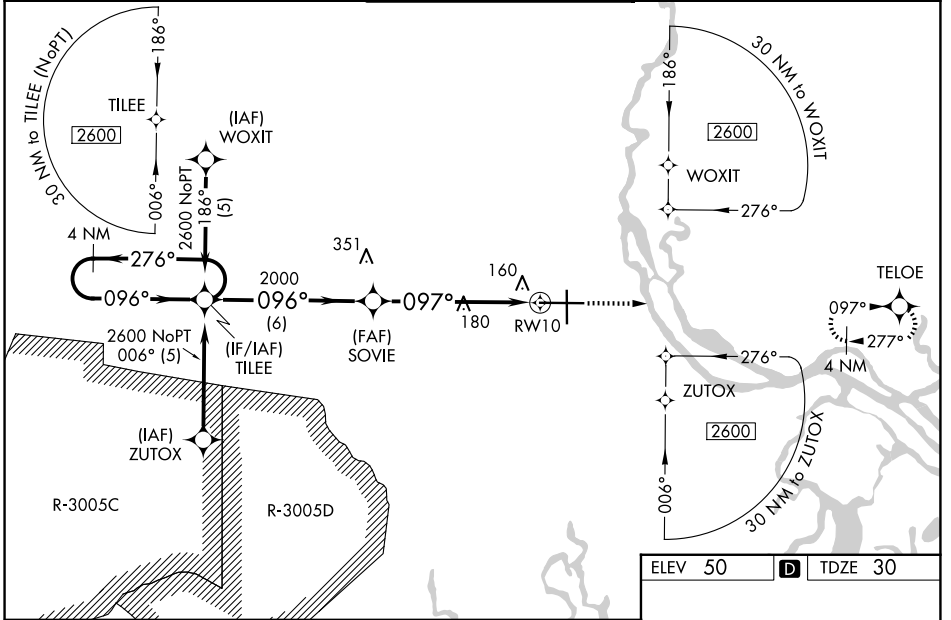 30 NM to TILEE (NoPT)
186°
TILEE
2600
006°
(IAF)
WOXIT
2600 NoPT
186°
(5)
4 NM
276°
096°
2000
096°
(6)
351
(FAF)
SOVIE
097°
180
160
RW10
2600 NoPT
006° (5)
(IF/IAF)
TILEE
(IAF)
ZUTOX
R-3005C
R-3005D
186°
30 NM to WOXIT
2600
WOXIT
276°
TELOE
097°
277°
4 NM
276°
ZUTOX
2600
006°
30 NM to ZUTOX
ELEV 50 D TDZE 30